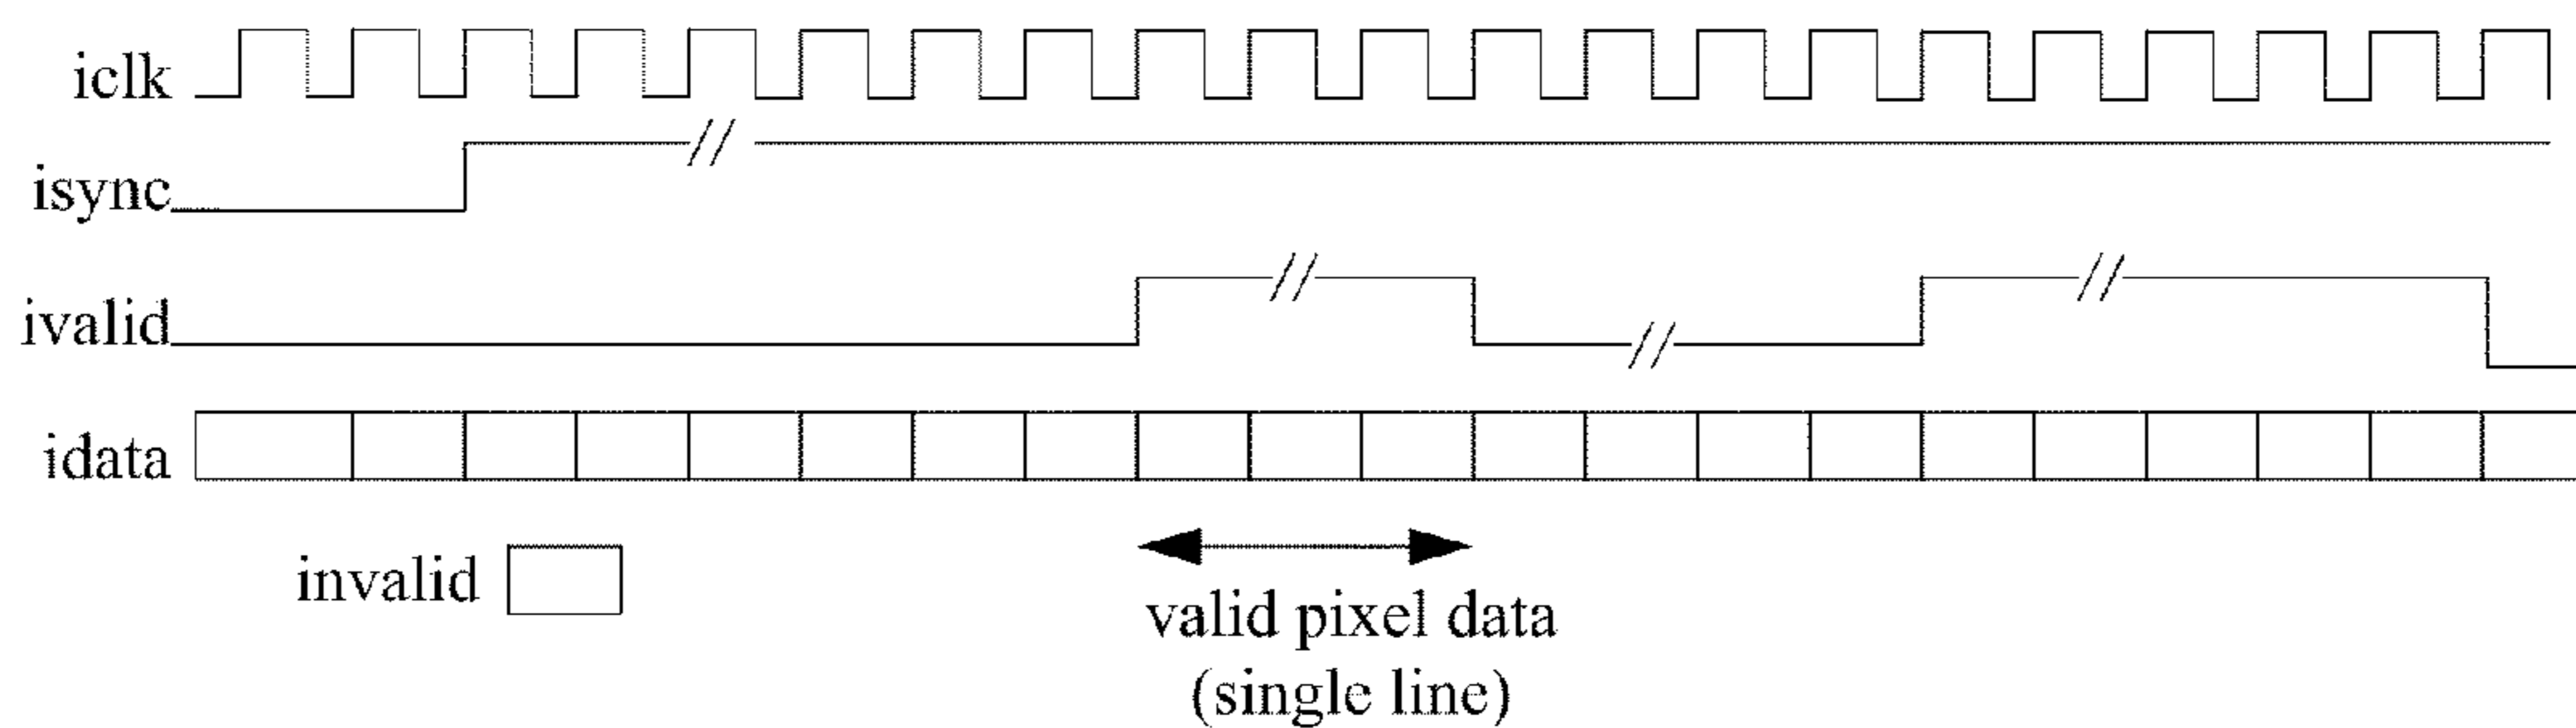 iclk
isync
ivalid
idata
invalid
valid pixel data
(single line)